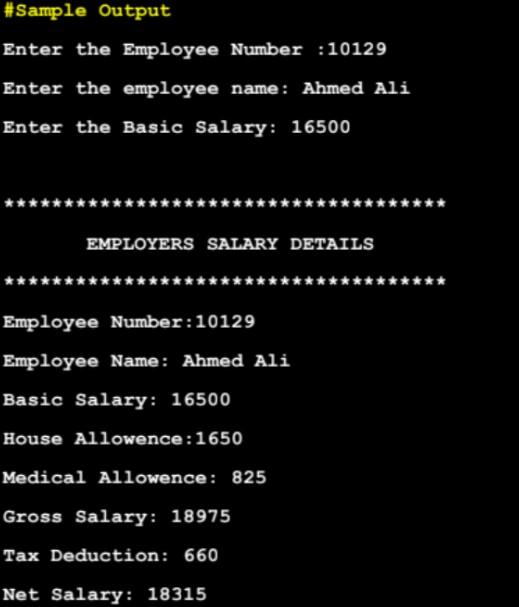 #Sample Output
Enter the Employee Number :10129
Enter the employee name: Ahmed Ali
Enter the Basic Salary: 16500
*************************************
EMPLOYERS SALARY DETAILS
*************************************
Employee Number:10129
Employee Name: Ahmed Ali
Basic Salary: 16500
House Allowence:1650
Medical Allowence: 825
Gross Salary: 18975
Tax Deduction: 660
Net Salary: 18315